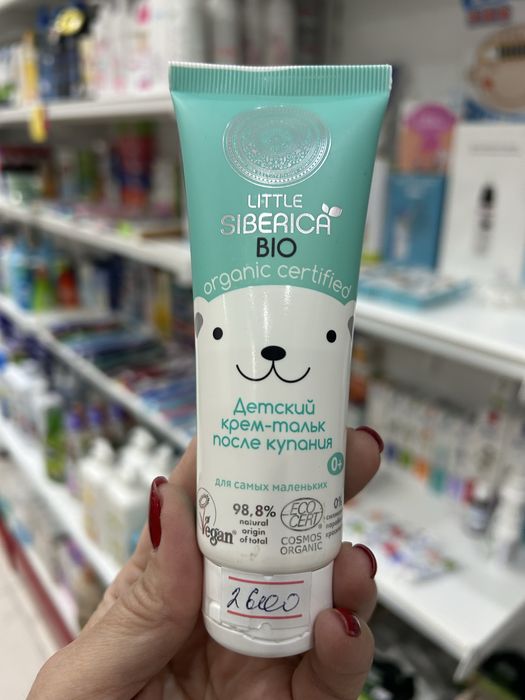 LITTLE
SIBERICA
BIO
organic certified
Детский
крем-тальк
после купания
0+
для самых маленьких
Vegan
98,8%
natural
origin
of total
ECO
CERT
COSMOS
ORGANIC
0%